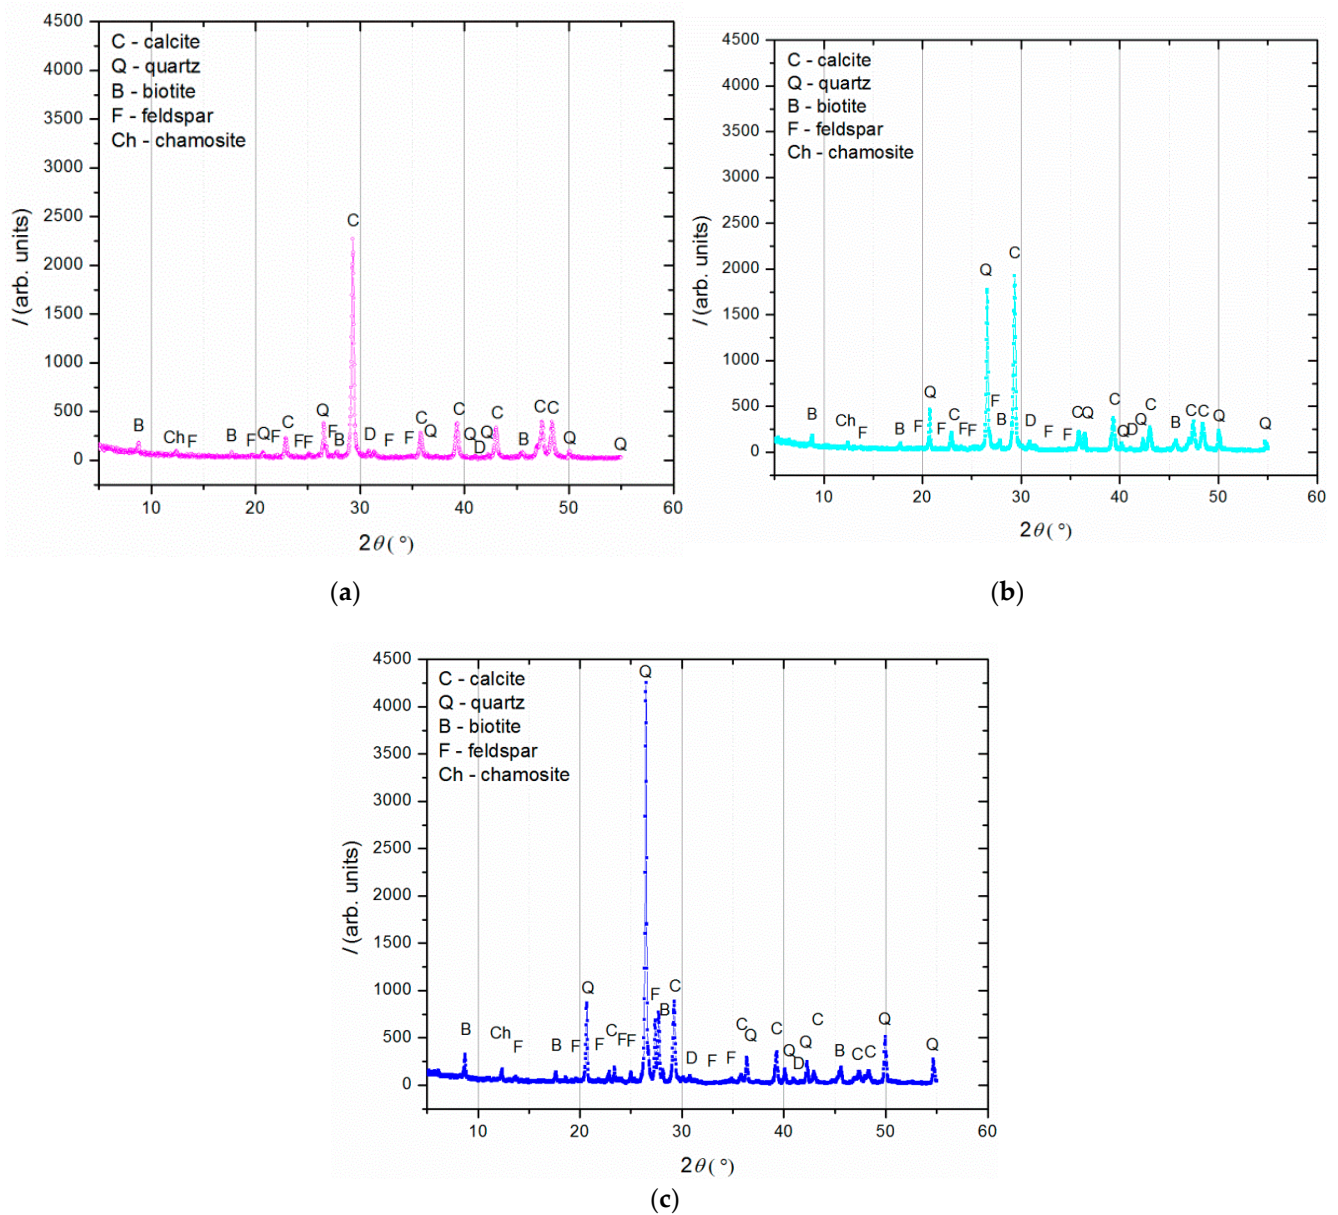 4500
4000
3500
3000
2500
2000
1500
1000
500
0
I (arb. units)
C - calcite
Q - quartz
B - biotite
F - feldspar
Ch - chamosite
B Ch F B F Q F C F F Q F B C D F F C Q C Q D Q C B C C Q Q
10 20 30 40 50 60
2θ (°)
(a)
4500
4000
3500
3000
2500
2000
1500
1000
500
0
I (arb. units)
C - calcite
Q - quartz
B - biotite
F - feldspar
Ch - chamosite
B Ch F B F Q F C F F Q F B C D F F C Q C Q D Q C B C C Q Q
10 20 30 40 50 60
2θ (°)
(b)
4500
4000
3500
3000
2500
2000
1500
1000
500
0
I (arb. units)
C - calcite
Q - quartz
B - biotite
F - feldspar
Ch - chamosite
B Ch F B F Q F C F F Q F B C D F F C Q C Q D Q C B C C Q Q
10 20 30 40 50 60
2θ (°)
(c)